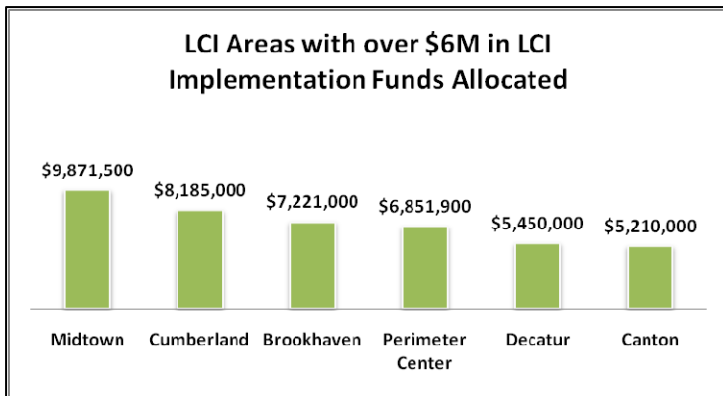 LCI Areas with over $6M in LCI
Implementation Funds Allocated
$9,871,500
$8,185,000
$7,221,000
$6,851,900
$5,450,000
$5,210,000
Midtown
Cumberland
Brookhaven
Perimeter
Center
Decatur
Canton